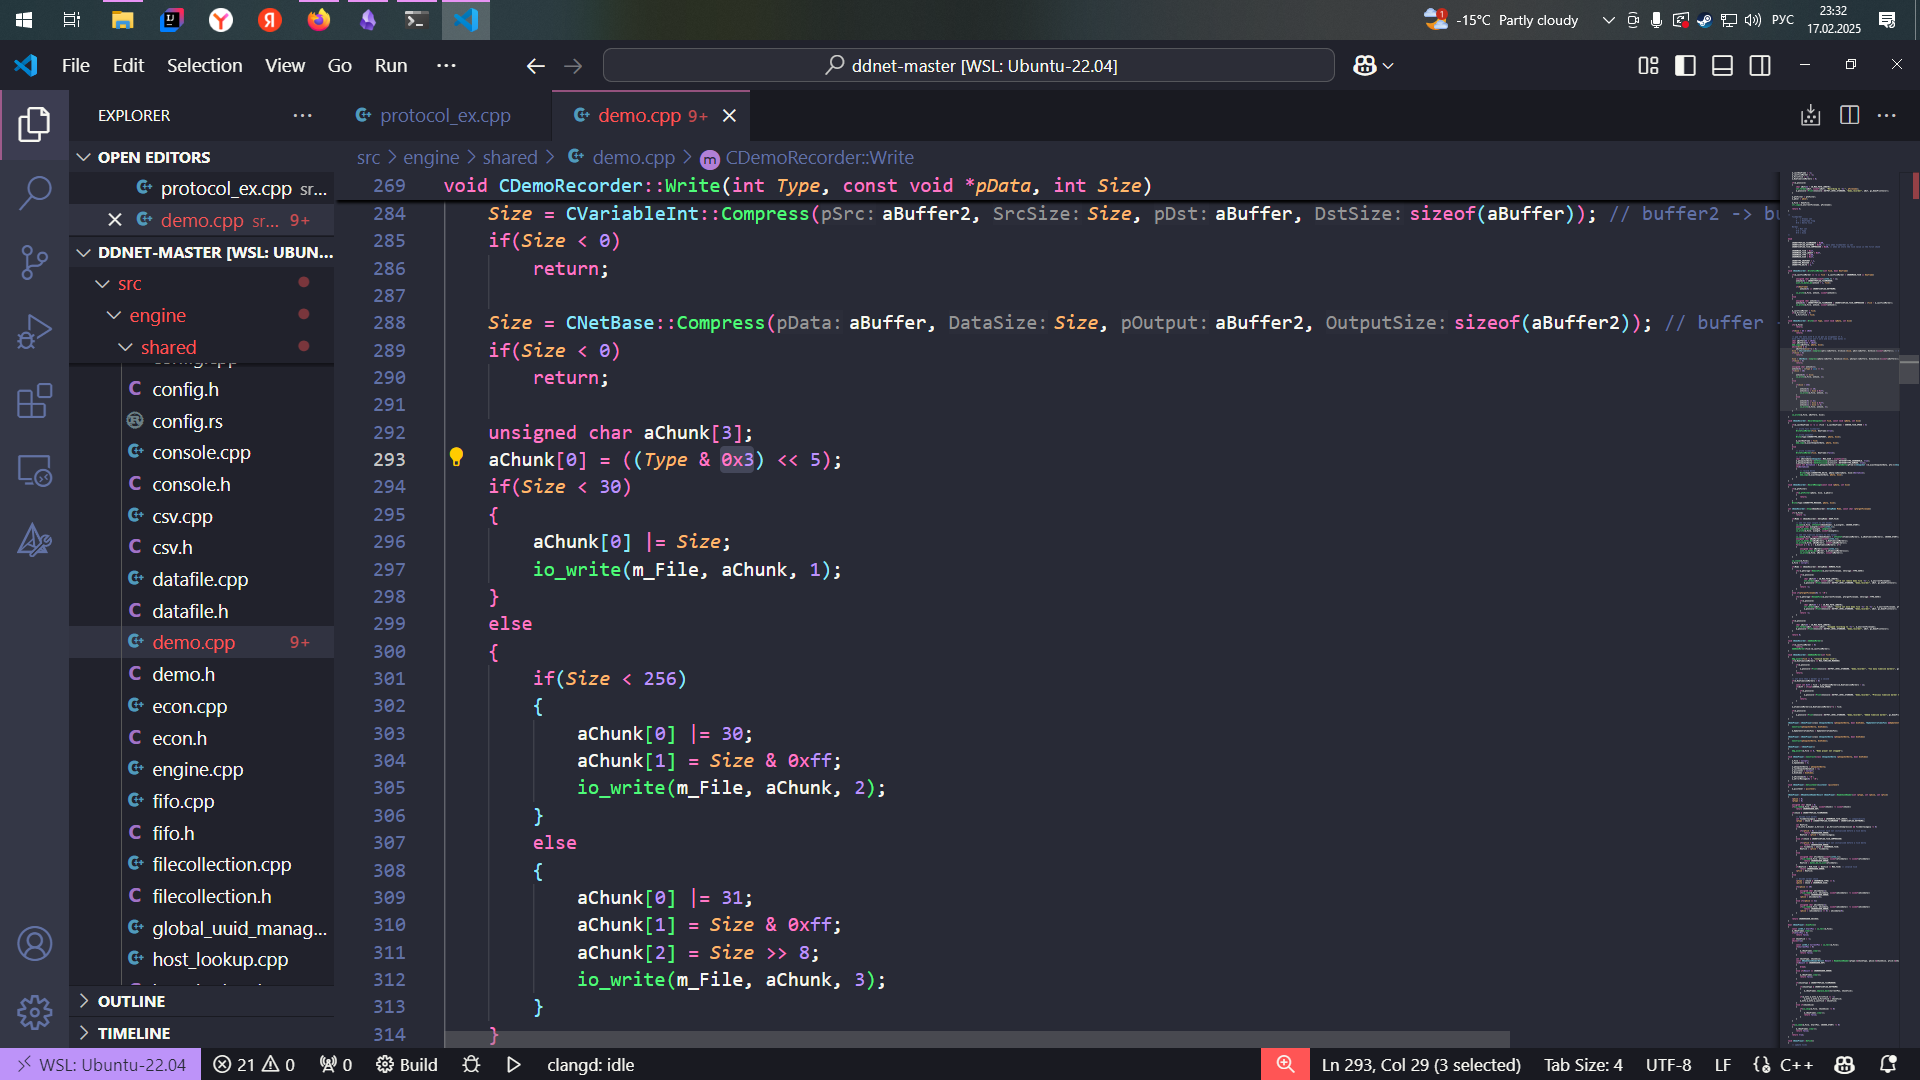 -15°C Partly cloudy
РУС
23:32
17.02.2025
File Edit Selection View Go Run ···
ddnet-master [WSL: Ubuntu-22.04]
EXPLORER
protocol_ex.cpp
demo.cpp 9+
OPEN EDITORS
protocol_ex.cpp sr...
demo.cpp sr... 9+
DDNET-MASTER [WSL: UBUN...
src
engine
shared
config.h
config.rs
console.cpp
console.h
csv.cpp
csv.h
datafile.cpp
datafile.h
demo.cpp 9+
demo.h
econ.cpp
econ.h
engine.cpp
fifo.cpp
fifo.h
filecollection.cpp
filecollection.h
global_uuid_manag...
host_lookup.cpp
OUTLINE
TIMELINE
src > engine > shared > demo.cpp > CDemoRecorder::Write
269 void CDemoRecorder::Write(int Type, const void *pData, int Size)
284 Size = CVariableInt::Compress(pSrc: aBuffer2, SrcSize: Size, pDst: aBuffer, DstSize: sizeof(aBuffer)); // buffer2 -> bu
285 if(Size < 0)
286 return;
287
288 Size = CNetBase::Compress(pData: aBuffer, DataSize: Size, pOutput: aBuffer2, OutputSize: sizeof(aBuffer2)); // buffer
289 if(Size < 0)
290 return;
291
292 unsigned char aChunk[3];
293 aChunk[0] = ((Type & 0x3) << 5);
294 if(Size < 30)
295 {
296 aChunk[0] |= Size;
297 io_write(m_File, aChunk, 1);
298 }
299 else
300 {
301 if(Size < 256)
302 {
303 aChunk[0] |= 30;
304 aChunk[1] = Size & 0xff;
305 io_write(m_File, aChunk, 2);
306 }
307 else
308 {
309 aChunk[0] |= 31;
310 aChunk[1] = Size & 0xff;
311 aChunk[2] = Size >> 8;
312 io_write(m_File, aChunk, 3);
313 }
314 }
WSL: Ubuntu-22.04 21 0 0 Build clangd: idle Ln 293, Col 29 (3 selected) Tab Size: 4 UTF-8 LF C++